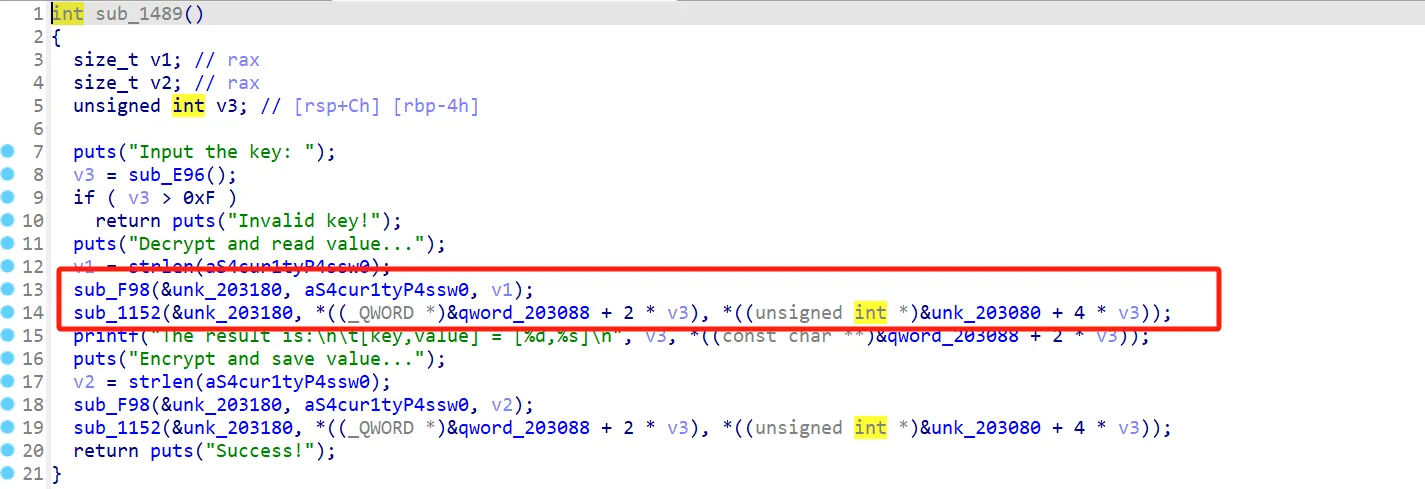 1 int sub_1489()
2 {
3 size_t v1; // rax
4 size_t v2; // rax
5 unsigned int v3; // [rsp+Ch] [rbp-4h]
6
7 puts("Input the key: ");
8 v3 = sub_E96();
9 if ( v3 > 0xF )
10 return puts("Invalid key!");
11 puts("Decrypt and read value...");
12 v1 = strlen(aS4cur1tyP4ssw0);
13 sub_F98(&unk_203180, aS4cur1tyP4ssw0, v1);
14 sub_1152(&unk_203180, *((_QWORD *)&qword_203088 + 2 * v3), *((unsigned int *)&unk_203080 + 4 * v3));
15 printf("The result is:\n\t[key,value] = [%d,%s]\n", v3, *((const char **)&qword_203088 + 2 * v3));
16 puts("Encrypt and save value...");
17 v2 = strlen(aS4cur1tyP4ssw0);
18 sub_F98(&unk_203180, aS4cur1tyP4ssw0, v2);
19 sub_1152(&unk_203180, *((_QWORD *)&qword_203088 + 2 * v3), *((unsigned int *)&unk_203080 + 4 * v3));
20 return puts("Success!");
21 }